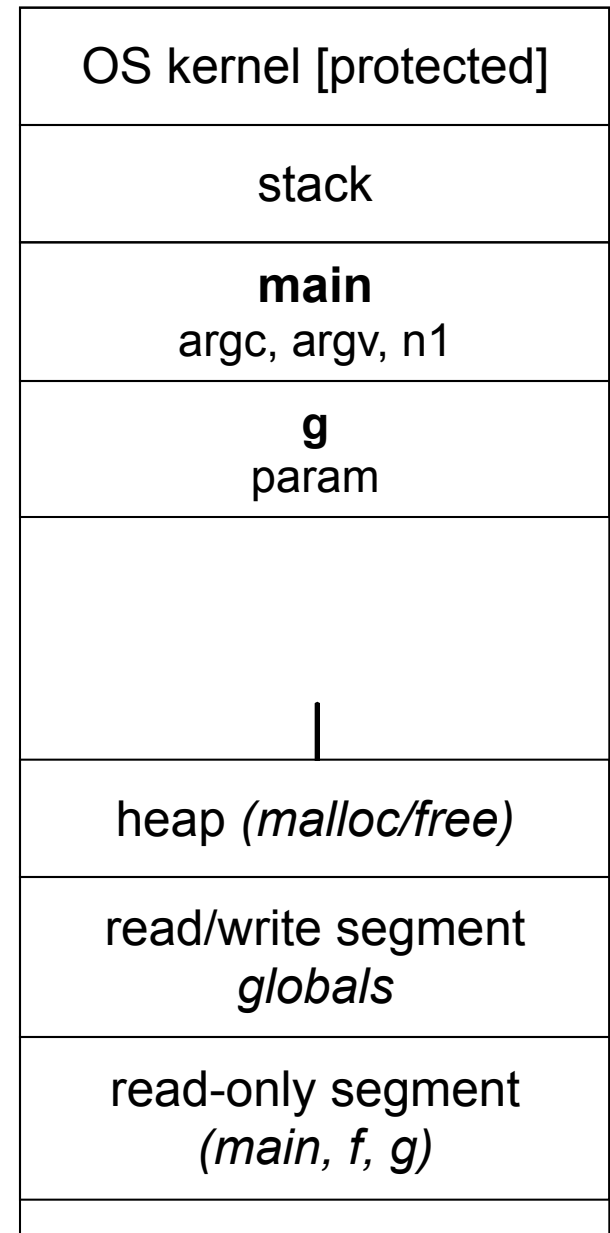 OS kernel [protected]
stack
main
argc, argv, n1
g
param
heap (malloc/free)
read/write segment
globals
read-only segment
(main, f, g)